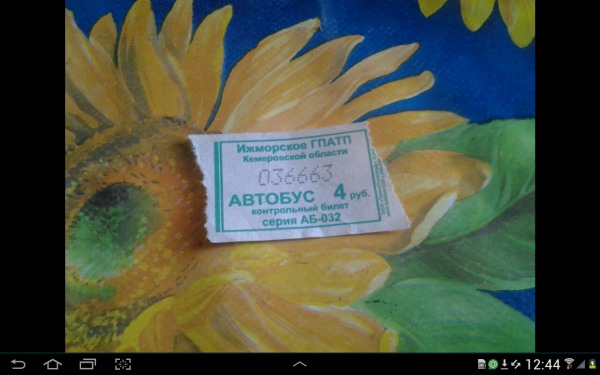 Ижморское ГПАТП
Кемеровской области
036663
АВТОБУС 4 руб.
контрольный билет
серия АБ-032
12:44